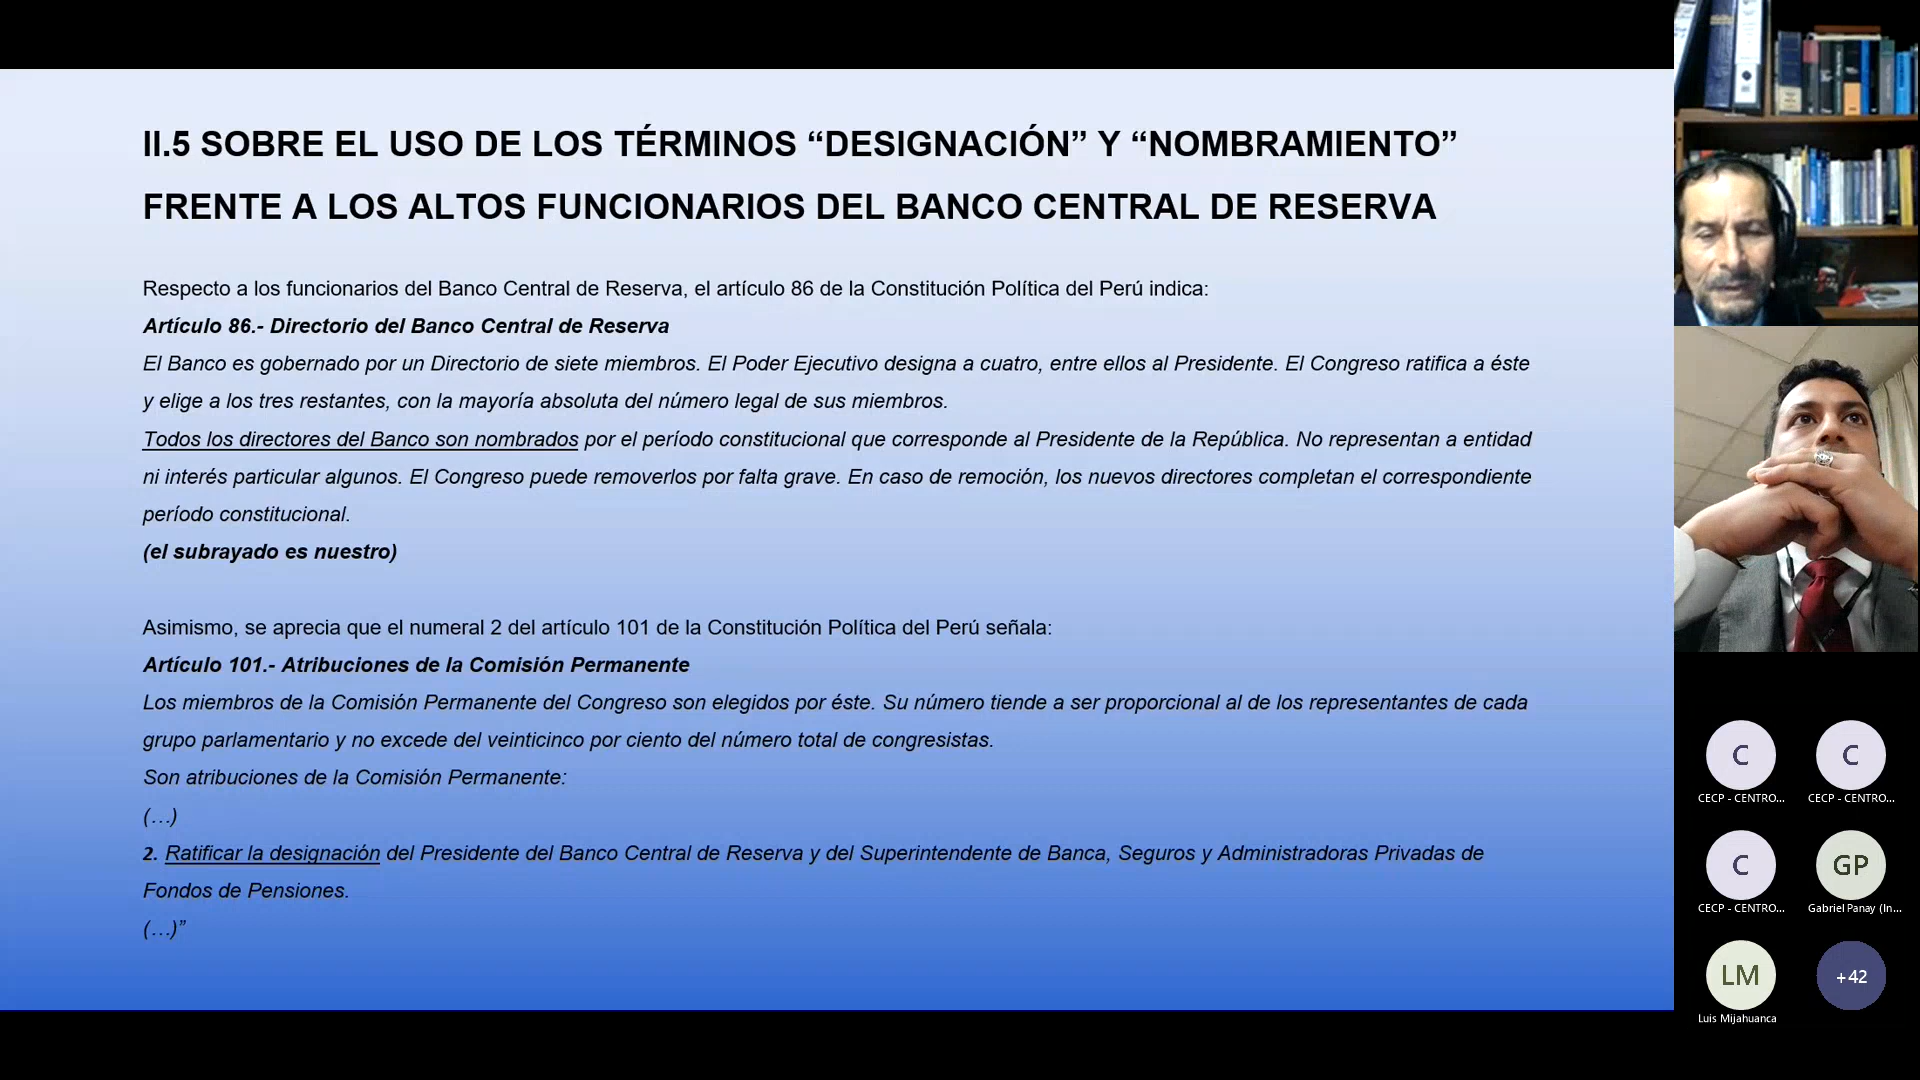 II.5 SOBRE EL USO DE LOS TÉRMINOS “DESIGNACIÓN” Y “NOMBRAMIENTO”
FRENTE A LOS ALTOS FUNCIONARIOS DEL BANCO CENTRAL DE RESERVA
Respecto a los funcionarios del Banco Central de Reserva, el artículo 86 de la Constitución Política del Perú indica:
Artículo 86.- Directorio del Banco Central de Reserva
El Banco es gobernado por un Directorio de siete miembros. El Poder Ejecutivo designa a cuatro, entre ellos al Presidente. El Congreso ratifica a éste
y elige a los tres restantes, con la mayoría absoluta del número legal de sus miembros.
Todos los directores del Banco son nombrados por el período constitucional que corresponde al Presidente de la República. No representan a entidad
ni interés particular algunos. El Congreso puede removerlos por falta grave. En caso de remoción, los nuevos directores completan el correspondiente
período constitucional.
(el subrayado es nuestro)
Asimismo, se aprecia que el numeral 2 del artículo 101 de la Constitución Política del Perú señala:
Artículo 101.- Atribuciones de la Comisión Permanente
Los miembros de la Comisión Permanente del Congreso son elegidos por éste. Su número tiende a ser proporcional al de los representantes de cada
grupo parlamentario y no excede del veinticinco por ciento del número total de congresistas.
Son atribuciones de la Comisión Permanente:
(…)
2. Ratificar la designación del Presidente del Banco Central de Reserva y del Superintendente de Banca, Seguros y Administradoras Privadas de
Fondos de Pensiones.
(…)”
C C
CECP - CENTRO... CECP - CENTRO...
C GP
CECP - CENTRO... Gabriel Panay (In...
LM +42
Luis Mijahuanca